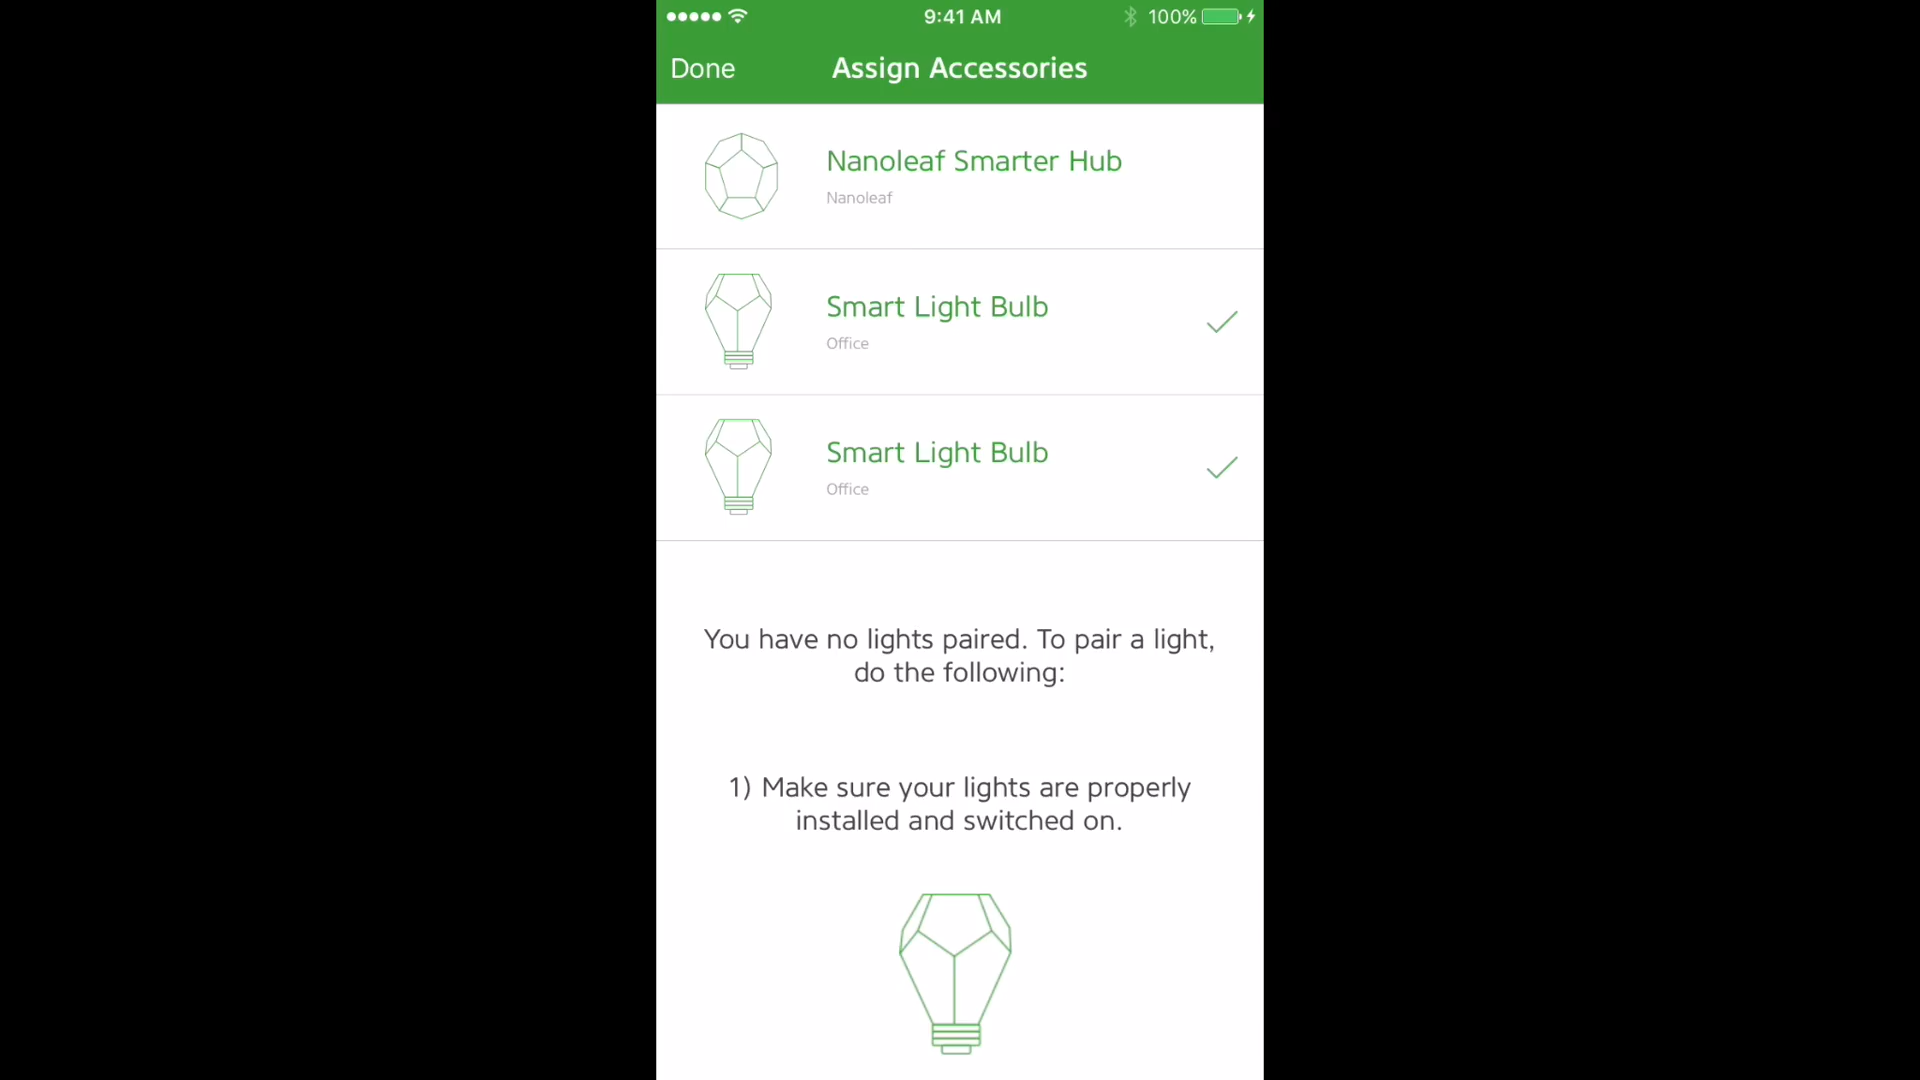 9:41 AM
100%
Done
Assign Accessories
Nanoleaf Smarter Hub
Nanoleaf
Smart Light Bulb
Office
Smart Light Bulb
Office
You have no lights paired. To pair a light,
do the following:
1) Make sure your lights are properly
installed and switched on.